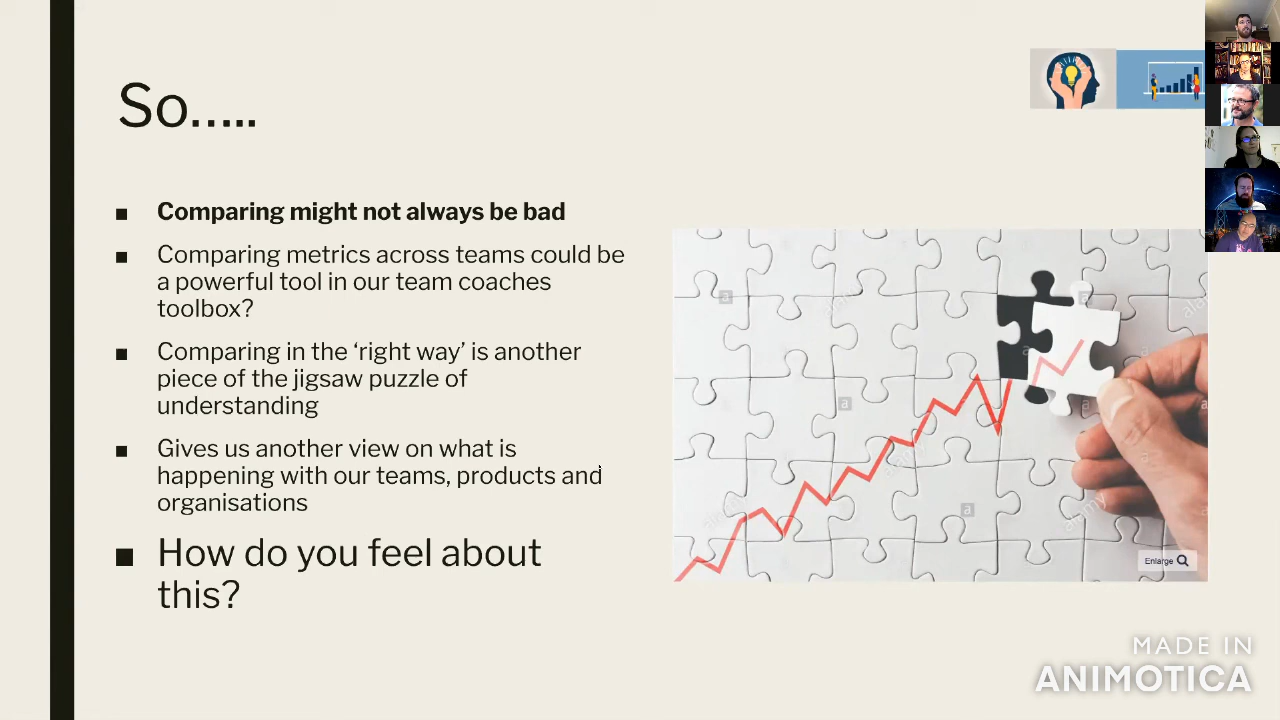 So.....
■ Comparing might not always be bad
■ Comparing metrics across teams could be
a powerful tool in our team coaches
toolbox?
■ Comparing in the ‘right way’ is another
piece of the jigsaw puzzle of
understanding
■ Gives us another view on what is
happening with our teams, products and
organisations
■ How do you feel about
this?
a
a
a
a
a
alamy
Enlarge
MADE IN
ANIMOTICA